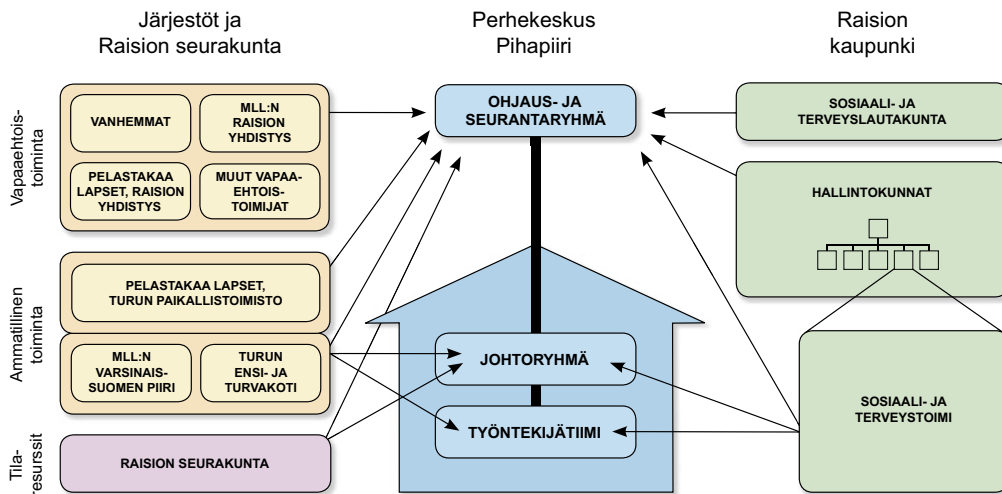 Järjestöt ja
Raision seurakunta
Perhekeskus
Pihapiiri
Raision
kaupunki
Vapaaehtois-
toiminta
VANHEMMAT
MLL:N
RAISION
YHDISTYS
PELASTAKAA
LAPSET, RAISION
YHDISTYS
MUUT VAPAA-
EHTOIS-
TOIMIJAT
OHJAUS- JA
SEURANTARYHMÄ
SOSIAALI- JA
TERVEYSLAUTAKUNTA
HALLINTOKUNNAT
Ammatillinen
toiminta
PELASTAKAA LAPSET,
TURUN PAIKALLISTOIMISTO
MLL:N
VARSINAIS-
SUOMEN PIIRI
TURUN
ENSI- JA
TURVAKOTI
JOHTORYHMÄ
TYÖNTEKIJÄTIIMI
SOSIAALI- JA
TERVEYSTOIMI
Tila-
resurssit
RAISION SEURAKUNTA